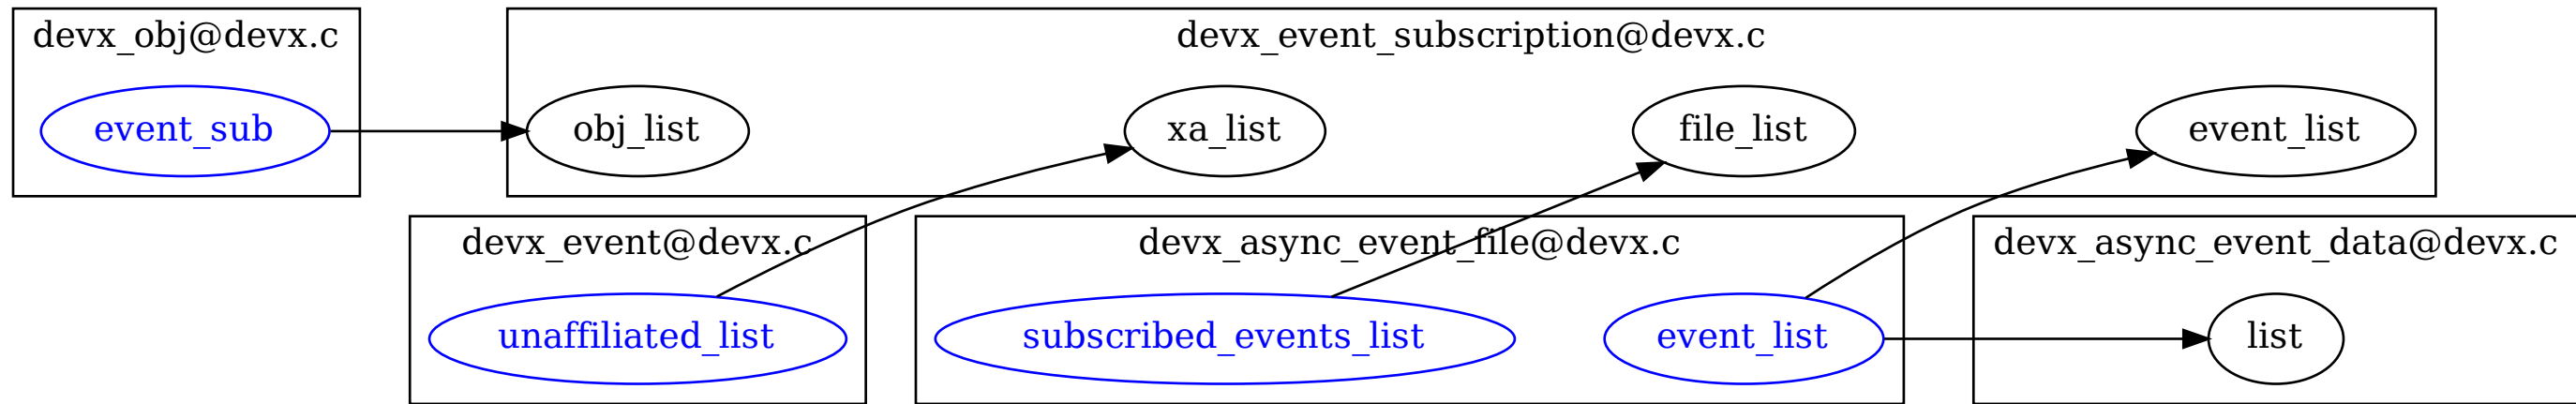 devx_obj@devx.c
event_sub
devx_event_subscription@devx.c
obj_list
xa_list
file_list
event_list
devx_event@devx.c
unaffiliated_list
devx_async_event_file@devx.c
subscribed_events_list
event_list
devx_async_event_data@devx.c
list